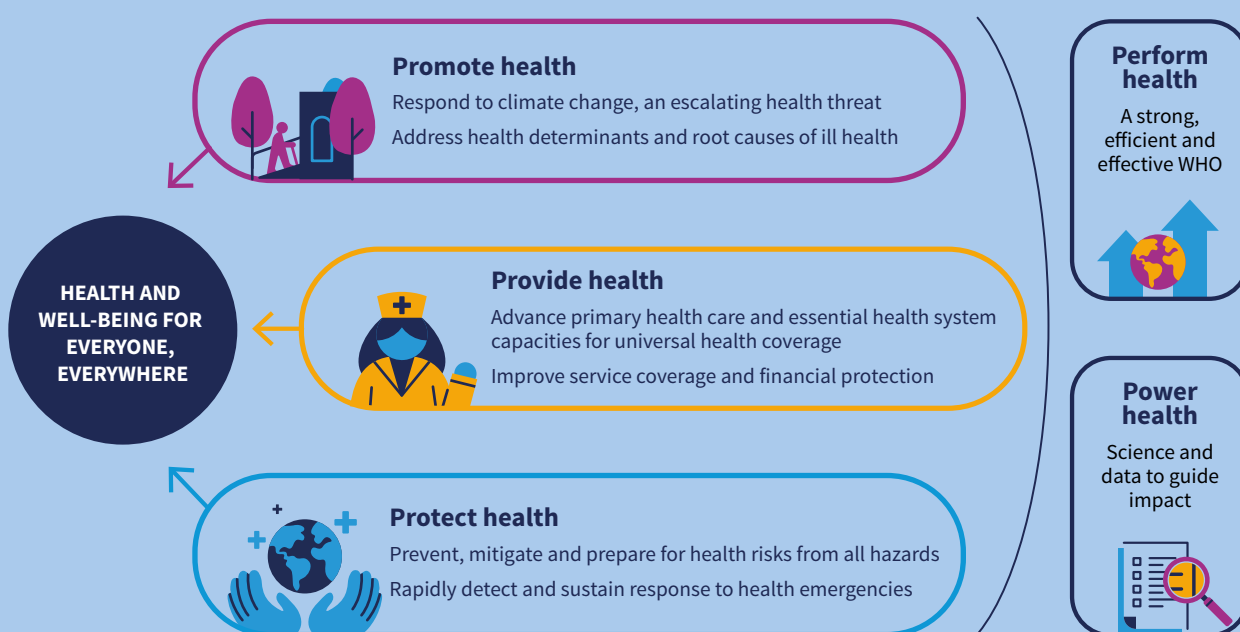 Promote health
Respond to climate change, an escalating health threat
Address health determinants and root causes of ill health
HEALTH AND
WELL-BEING FOR
EVERYONE,
EVERYWHERE
Provide health
Advance primary health care and essential health system
capacities for universal health coverage
Improve service coverage and financial protection
Protect health
Prevent, mitigate and prepare for health risks from all hazards
Rapidly detect and sustain response to health emergencies
Perform
health
A strong,
efficient and
effective WHO
Power
health
Science and
data to guide
impact